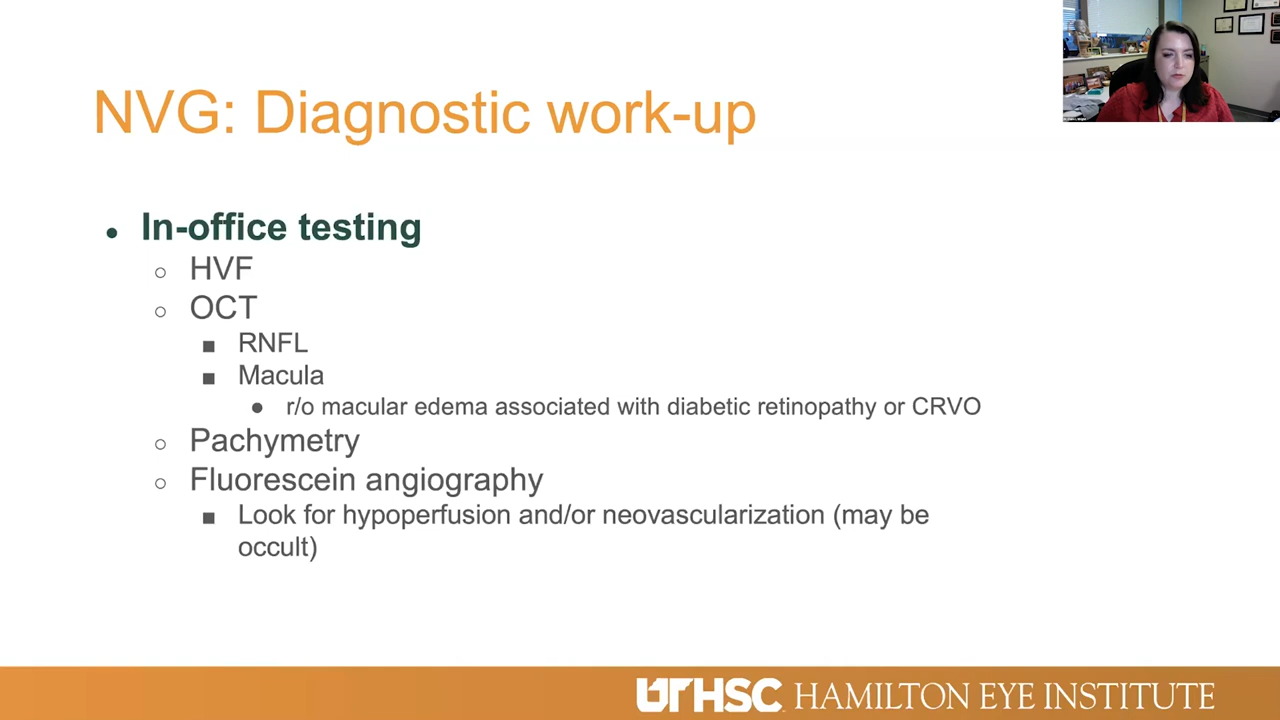 NVG: Diagnostic work-up
● In-office testing
○ HVF
○ OCT
■ RNFL
■ Macula
● r/o macular edema associated with diabetic retinopathy or CRVO
○ Pachymetry
○ Fluorescein angiography
■ Look for hypoperfusion and/or neovascularization (may be
occult)
UTHSC HAMILTON EYE INSTITUTE